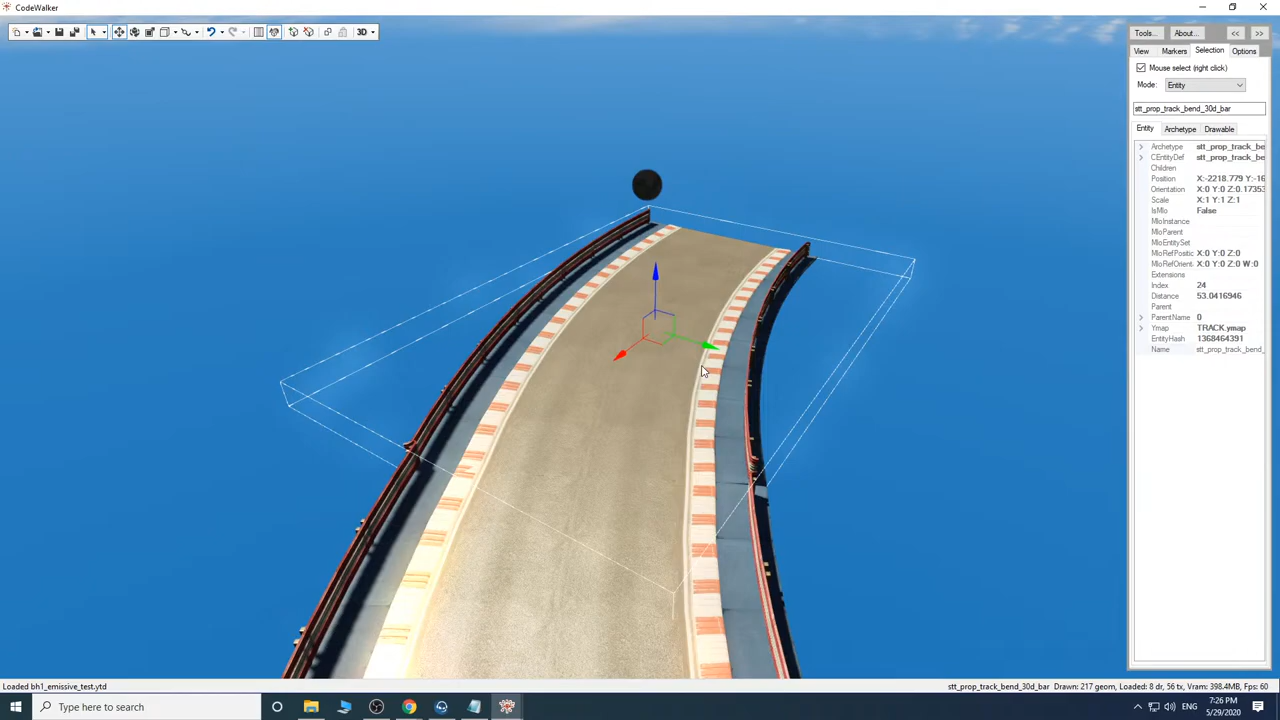 CodeWalker
3D
Tools...
About...
<<
>>
View
Markers
Selection
Options
Mouse select (right click)
Mode:
Entity
stt_prop_track_bend_30d_bar
Entity
Archetype
Drawable
Archetype stt_prop_track_be
CEntityDef stt_prop_track_be
Children
Position X:-2218.779 Y:-16
Orientation X:0 Y:0 Z:0.17353
Scale X:1 Y:1 Z:1
IsMlo False
MloInstance
MloParent
MloEntitySet
MloRefPositic X:0 Y:0 Z:0
MloRefOrient X:0 Y:0 Z:0 W:0
Extensions
Index 24
Distance 53.0416946
Parent
ParentName 0
Ymap TRACK.ymap
EntityHash 1368464391
Name stt_prop_track_bend_
Loaded bh1_emissive_test.ytd
stt_prop_track_bend_30d_bar Drawn: 217 geom, Loaded: 8 dr, 56 tx, Vram: 398.4MB, Fps: 60
Type here to search
ENG
7:26 PM
5/29/2020